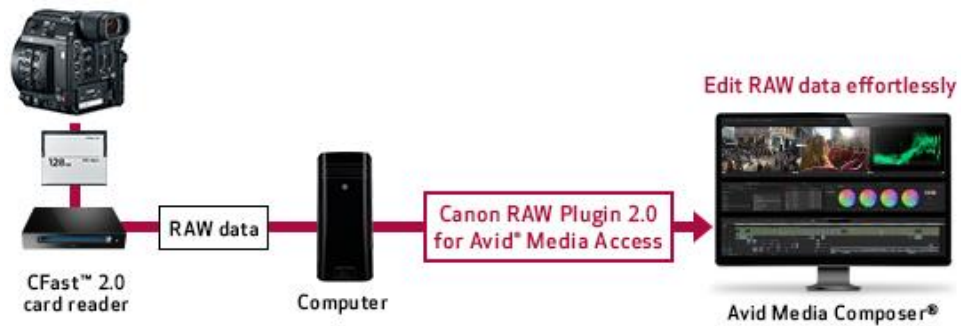 Edit RAW data effortlessly
128
RAW data
Canon RAW Plugin 2.0
for Avid® Media Access
CFast™ 2.0
card reader
Computer
Avid Media Composer®